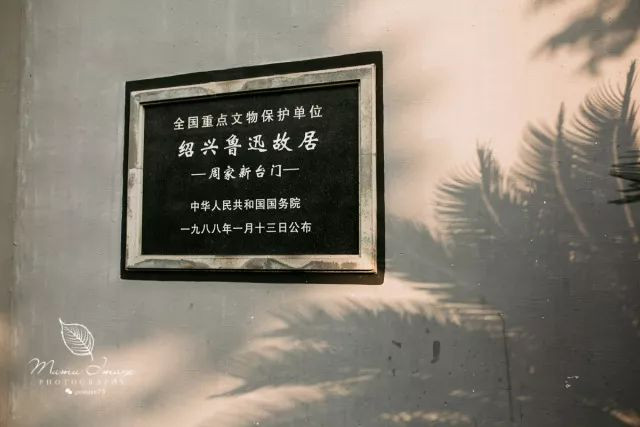 全国重点文物保护单位
绍兴鲁迅故居
—周家新台门—
中华人民共和国国务院
一九八八年一月十三日公布
PHOTOGRAPHY